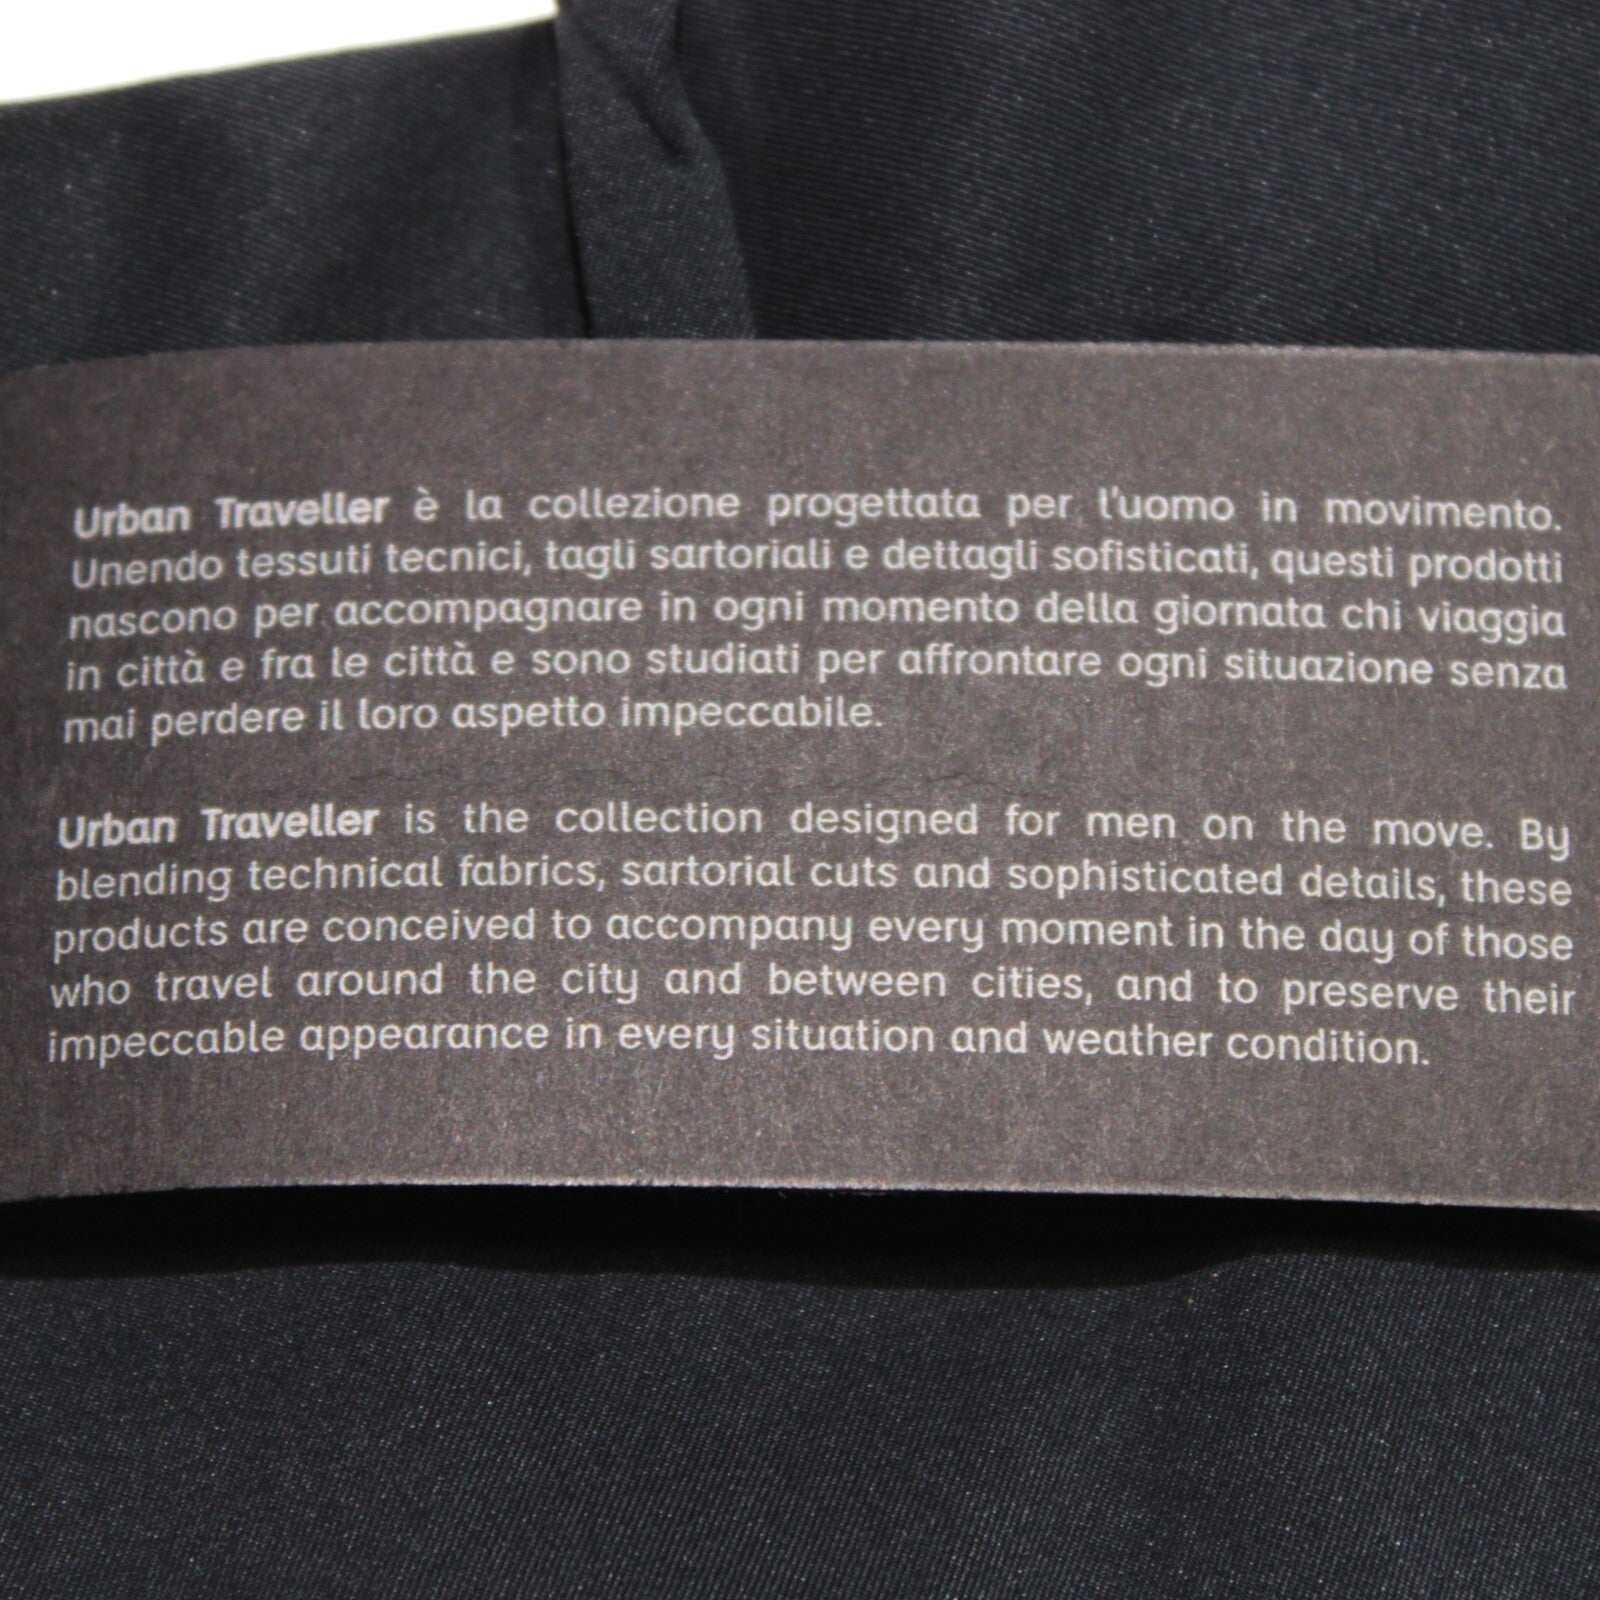 Urban Traveller è la collezione progettata per l'uomo in movimento.
Unendo tessuti tecnici, tagli sartoriali e dettagli sofisticati, questi prodotti
nascono per accompagnare in ogni momento della giornata chi viaggia
in città e fra le città e sono studiati per affrontare ogni situazione senza
mai perdere il loro aspetto impeccabile.
Urban Traveller is the collection designed for men on the move. By
blending technical fabrics, sartorial cuts and sophisticated details, these
products are conceived to accompany every moment in the day of those
who travel around the city and between cities, and to preserve their
impeccable appearance in every situation and weather condition.